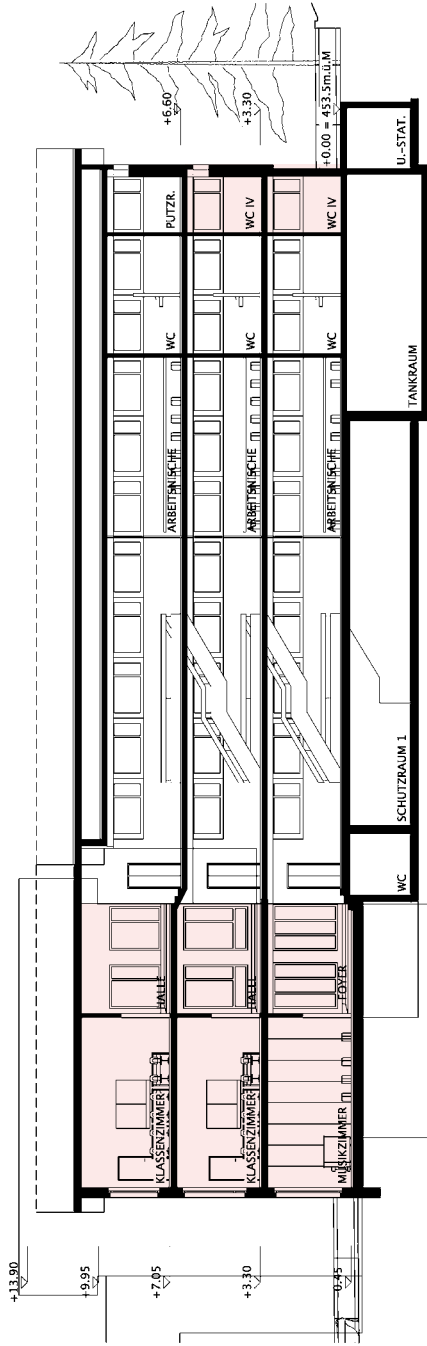 +13.90
+9.95
+7.05
KLASSENZIMMER
HALLE
ARBEITSNISCHE
WC
PUTZR.
+6.60
+3.30
KLASSENZIMMER
HALLE
ARBEITSNISCHE
WC
WC IV
+3.30
-0.45
MUSIKZIMMER
FOYER
ARBEITSNISCHE
WC
WC IV
+0.00 = 453.5m.ü.M
WC
SCHUTZRAUM 1
TANKRAUM
U.-STAT.